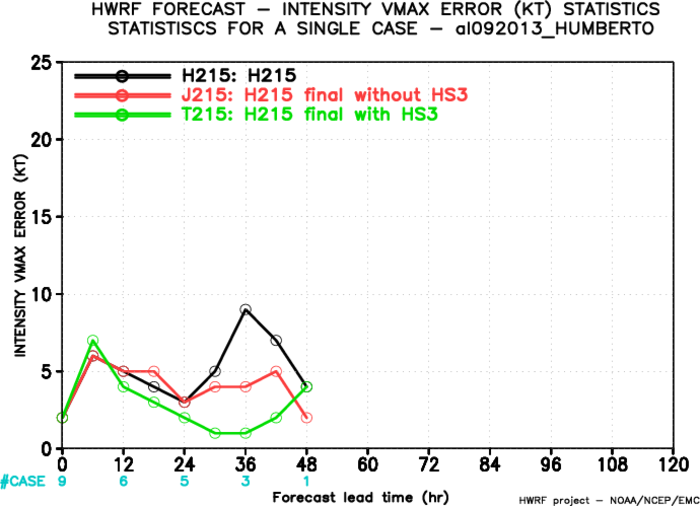 HWRF FORECAST – INTENSITY VMAX ERROR (KT) STATISTICS
STATISTISCS FOR A SINGLE CASE – al092013_HUMBERTO
H215: H215
J215: H215 final without HS3
T215: H215 final with HS3
INTENSITY VMAX ERROR (KT)
25
20
15
10
5
0
0 12 24 36 48 60 72 84 96 108 120
#CASE 9 6 5 3 1
Forecast lead time (hr)
HWRF project – NOAA/NCEP/EMC